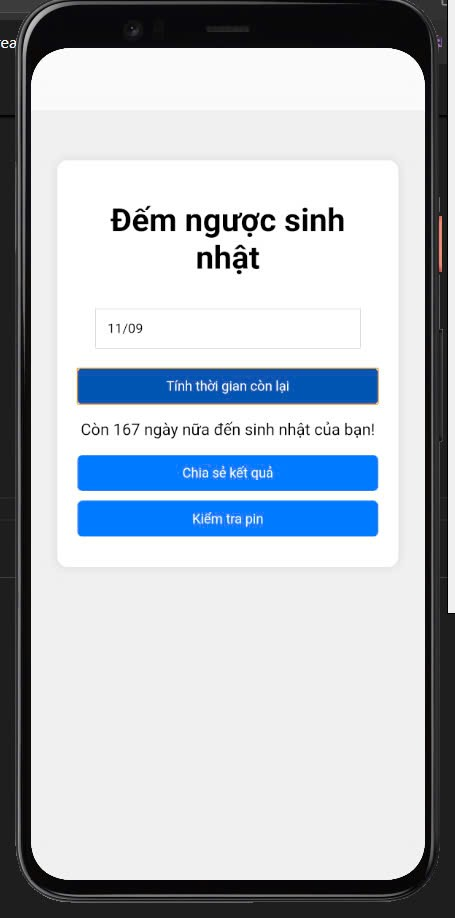 Đếm ngược sinh
nhật
11/09
Tính thời gian còn lại
Còn 167 ngày nữa đến sinh nhật của bạn!
Chia sẻ kết quả
Kiểm tra pin